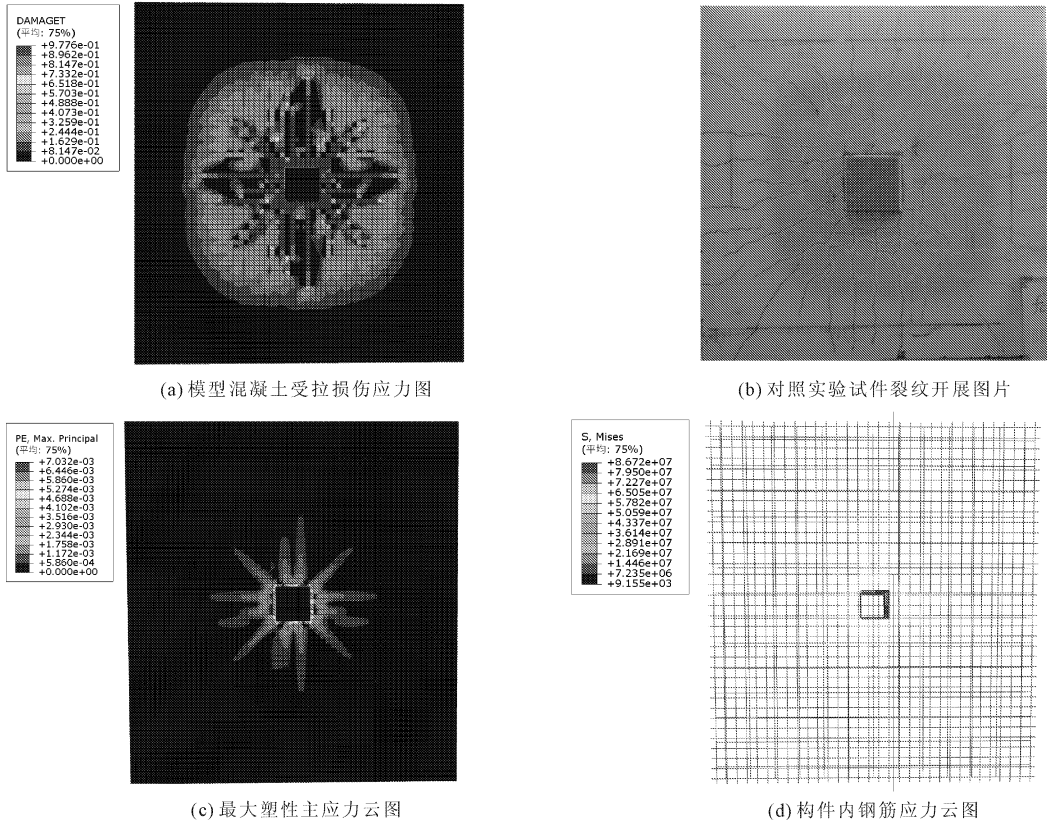 DAMAGET
(平均: 75%)
+9.776e-01
+8.962e-01
+8.147e-01
+7.332e-01
+6.518e-01
+5.703e-01
+4.888e-01
+4.073e-01
+3.259e-01
+2.444e-01
+1.629e-01
+8.147e-02
+0.000e+00
(a) 模型混凝土受拉损伤应力图
(b) 对照实验试件裂纹开展图片
PE, Max. Principal
(平均: 75%)
+7.032e-03
+6.446e-03
+5.860e-03
+5.274e-03
+4.688e-03
+4.102e-03
+3.516e-03
+2.930e-03
+2.344e-03
+1.758e-03
+1.172e-03
+5.860e-04
+0.000e+00
(c) 最大塑性主应力云图
S, Mises
(平均: 75%)
+8.672e+07
+7.950e+07
+7.227e+07
+6.505e+07
+5.782e+07
+5.059e+07
+4.337e+07
+3.614e+07
+2.891e+07
+2.169e+07
+1.446e+07
+7.235e+06
+9.155e+03
(d) 构件内钢筋应力云图